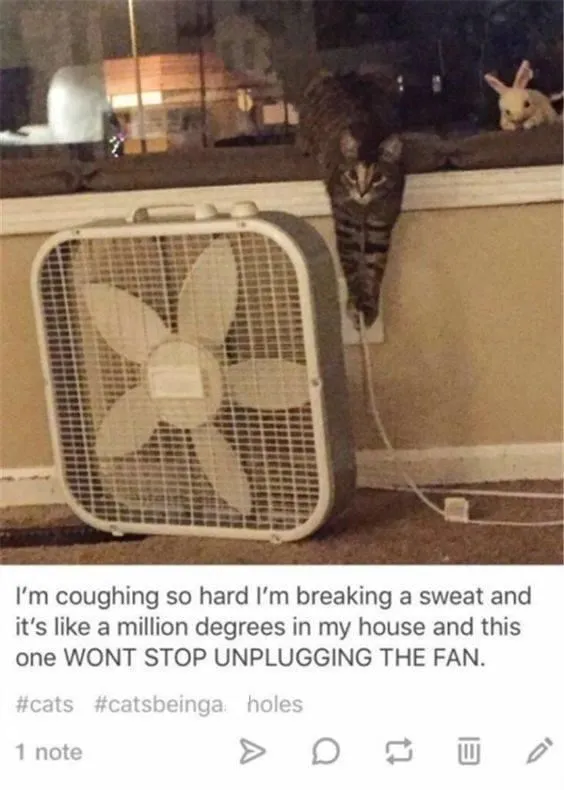 I'm coughing so hard I'm breaking a sweat and
it's like a million degrees in my house and this
one WONT STOP UNPLUGGING THE FAN.
#cats #catsbeinga holes
1 note